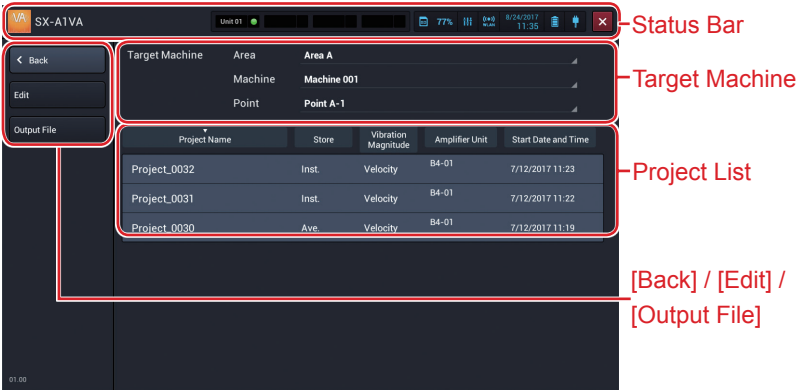 VA SX-A1VA Unit 01 77% WLAN 8/24/2017 11:35 ×
Status Bar
Back
Edit
Output File
Target Machine Area Area A
Machine Machine 001
Point Point A-1
Target Machine
Project Name Store Vibration Magnitude Amplifier Unit Start Date and Time
Project_0032 Inst. Velocity B4-01 7/12/2017 11:23
Project_0031 Inst. Velocity B4-01 7/12/2017 11:22
Project_0030 Ave. Velocity B4-01 7/12/2017 11:19
Project List
[Back] / [Edit] /
[Output File]
01.00